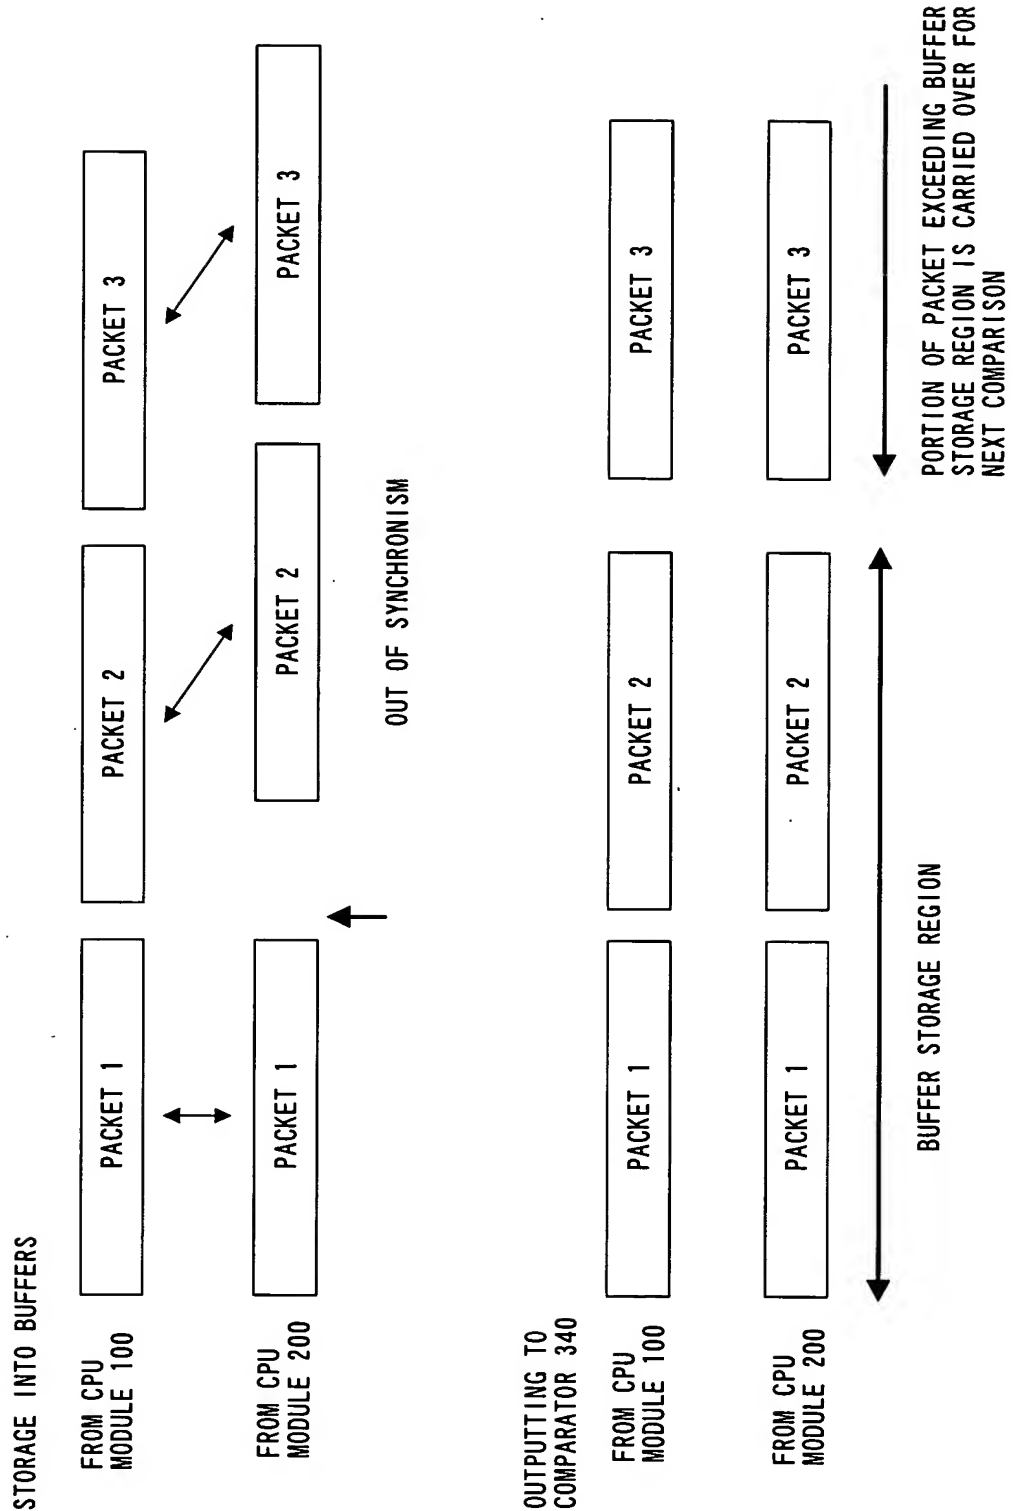 STORAGE INTO BUFFERS
FROM CPU
MODULE 100
PACKET 1
PACKET 2
PACKET 3
FROM CPU
MODULE 200
PACKET 1
PACKET 2
PACKET 3
OUT OF SYNCHRONISM
OUTPUTTING TO
COMPARATOR 340
FROM CPU
MODULE 100
PACKET 1
PACKET 2
PACKET 3
FROM CPU
MODULE 200
PACKET 1
PACKET 2
PACKET 3
BUFFER STORAGE REGION
PORTION OF PACKET EXCEEDING BUFFER
STORAGE REGION IS CARRIED OVER FOR
NEXT COMPARISON